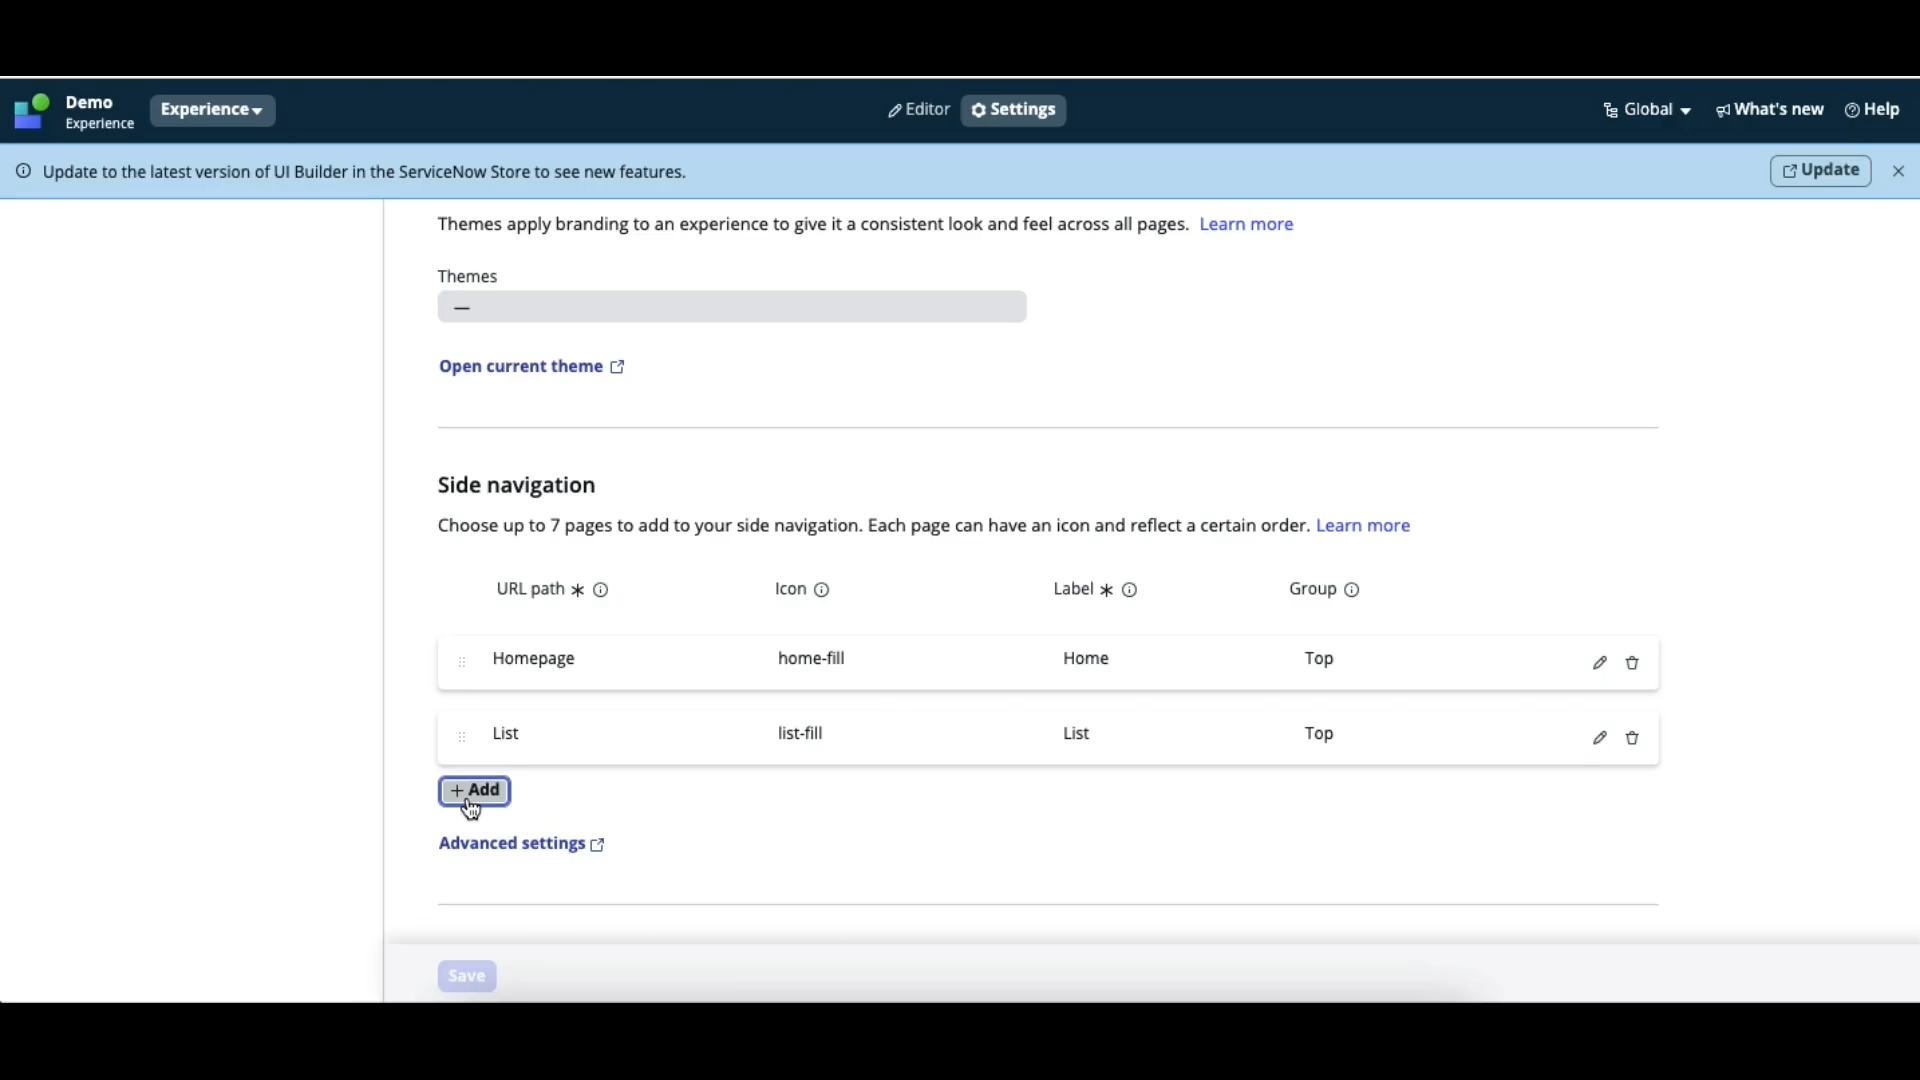 Demo
Experience
Experience
Editor
Settings
Global
What's new
Help
Update to the latest version of UI Builder in the ServiceNow Store to see new features.
Update
Themes apply branding to an experience to give it a consistent look and feel across all pages. Learn more
Themes
—
Open current theme
Side navigation
Choose up to 7 pages to add to your side navigation. Each page can have an icon and reflect a certain order. Learn more
URL path * Icon Label * Group
Homepage home-fill Home Top
List list-fill List Top
+ Add
Advanced settings
Save